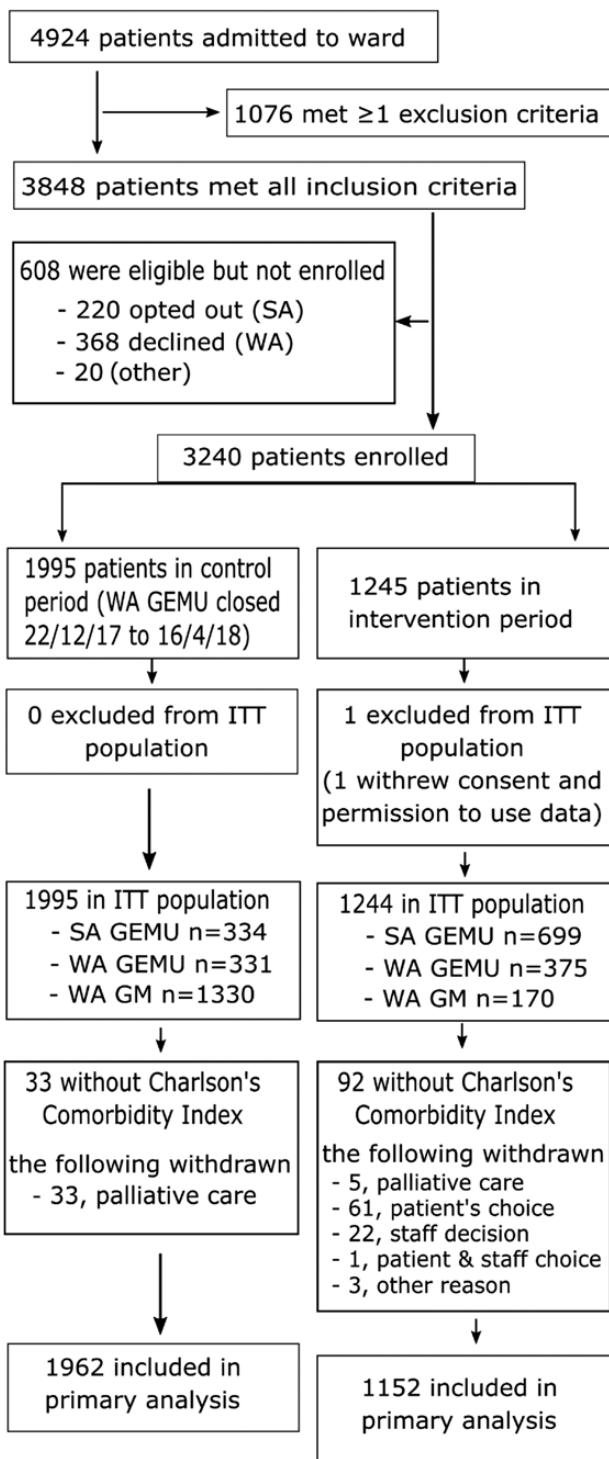 4924 patients admitted to ward
1076 met ≥1 exclusion criteria
3848 patients met all inclusion criteria
608 were eligible but not enrolled
- 220 opted out (SA)
- 368 declined (WA)
- 20 (other)
3240 patients enrolled
1995 patients in control
period (WA GEMU closed
22/12/17 to 16/4/18)
1245 patients in
intervention period
0 excluded from ITT
population
1 excluded from ITT
population
(1 withrew consent and
permission to use data)
1995 in ITT population
- SA GEMU n=334
- WA GEMU n=331
- WA GM n=1330
1244 in ITT population
- SA GEMU n=699
- WA GEMU n=375
- WA GM n=170
33 without Charlson's
Comorbidity Index
the following withdrawn
- 33, palliative care
92 without Charlson's
Comorbidity Index
the following withdrawn
- 5, palliative care
- 61, patient's choice
- 22, staff decision
- 1, patient & staff choice
- 3, other reason
1962 included in
primary analysis
1152 included in
primary analysis